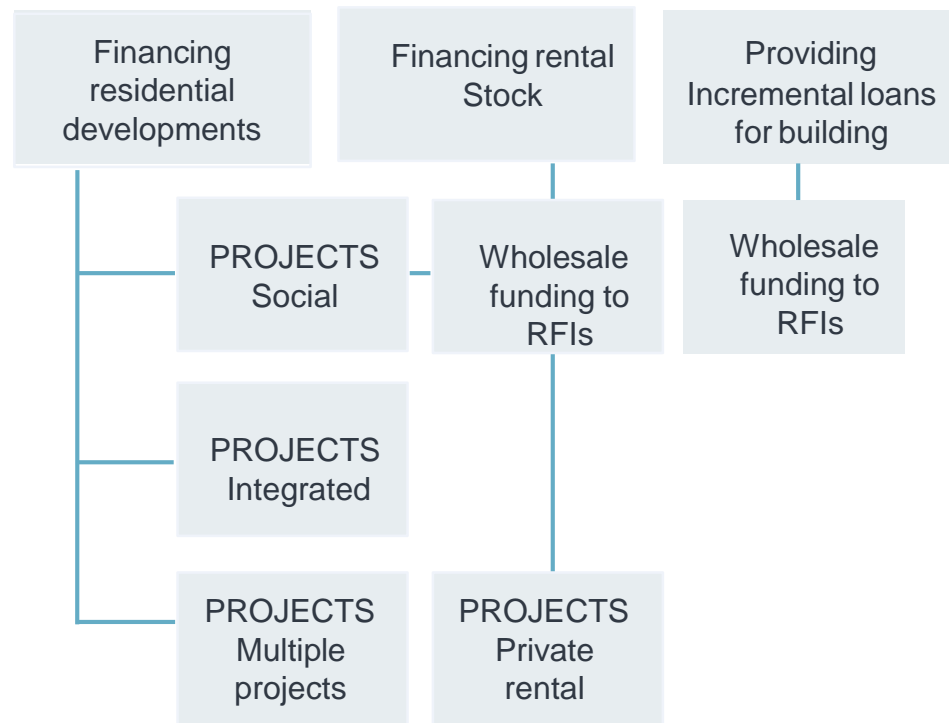 Financing
residential
developments
Financing rental
Stock
Providing
Incremental loans
for building
PROJECTS
Social
Wholesale
funding to
RFIs
Wholesale
funding to
RFIs
PROJECTS
Integrated
PROJECTS
Multiple
projects
PROJECTS
Private
rental